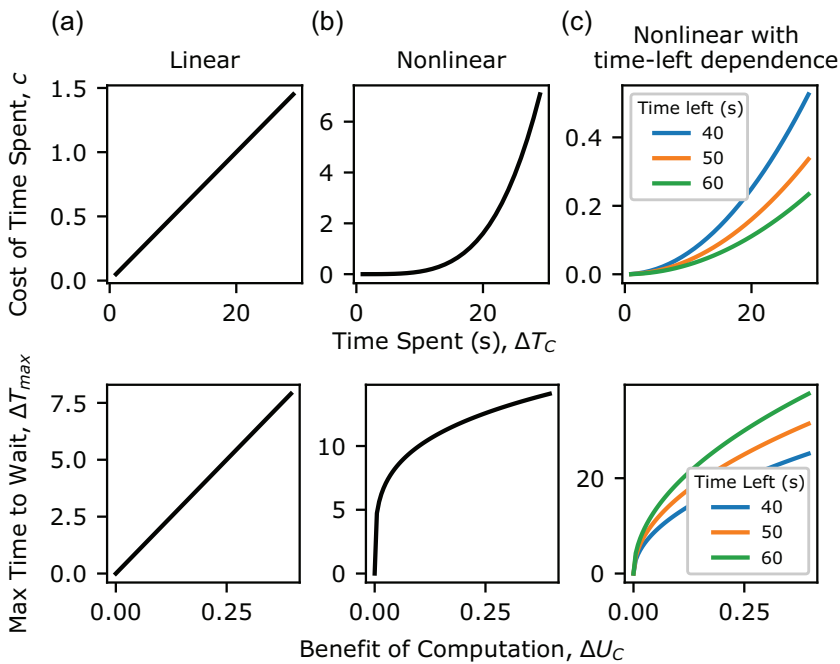 (a)
(b)
(c)
Linear
Nonlinear
Nonlinear with
time-left dependence
Cost of Time Spent, c
1.5
1.0
0.5
0.0
0
20
6
4
2
0
0
20
0.4
0.2
0.0
0
20
Time left (s)
40
50
60
Time Spent (s), ΔT_C
Max Time to Wait, ΔT_max
7.5
5.0
2.5
0.0
0.00
0.25
10
5
0
0.00
0.25
20
0
0.00
0.25
Time Left (s)
40
50
60
Benefit of Computation, ΔU_C